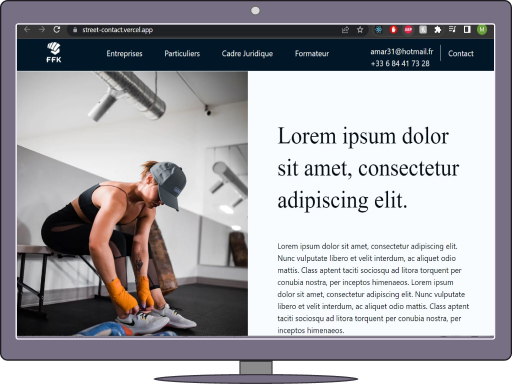 street-contact.vercel.app
M
FFK
Entreprises
Particuliers
Cadre Juridique
Formateur
amar31@hotmail.fr
+33 6 84 41 73 28
Contact
Lorem ipsum dolor
sit amet, consectetur
adipiscing elit.
Lorem ipsum dolor sit amet, consectetur adipiscing elit.
Nunc vulputate libero et velit interdum, ac aliquet odio
mattis. Class aptent taciti sociosqu ad litora torquent per
conubia nostra, per inceptos himenaeos. Lorem ipsum
dolor sit amet, consectetur adipiscing elit. Nunc
vulputate libero et velit interdum, ac aliquet odio mattis.
Class aptent taciti sociosqu ad litora torquent per
conubia nostra, per
inceptos himenaeos.